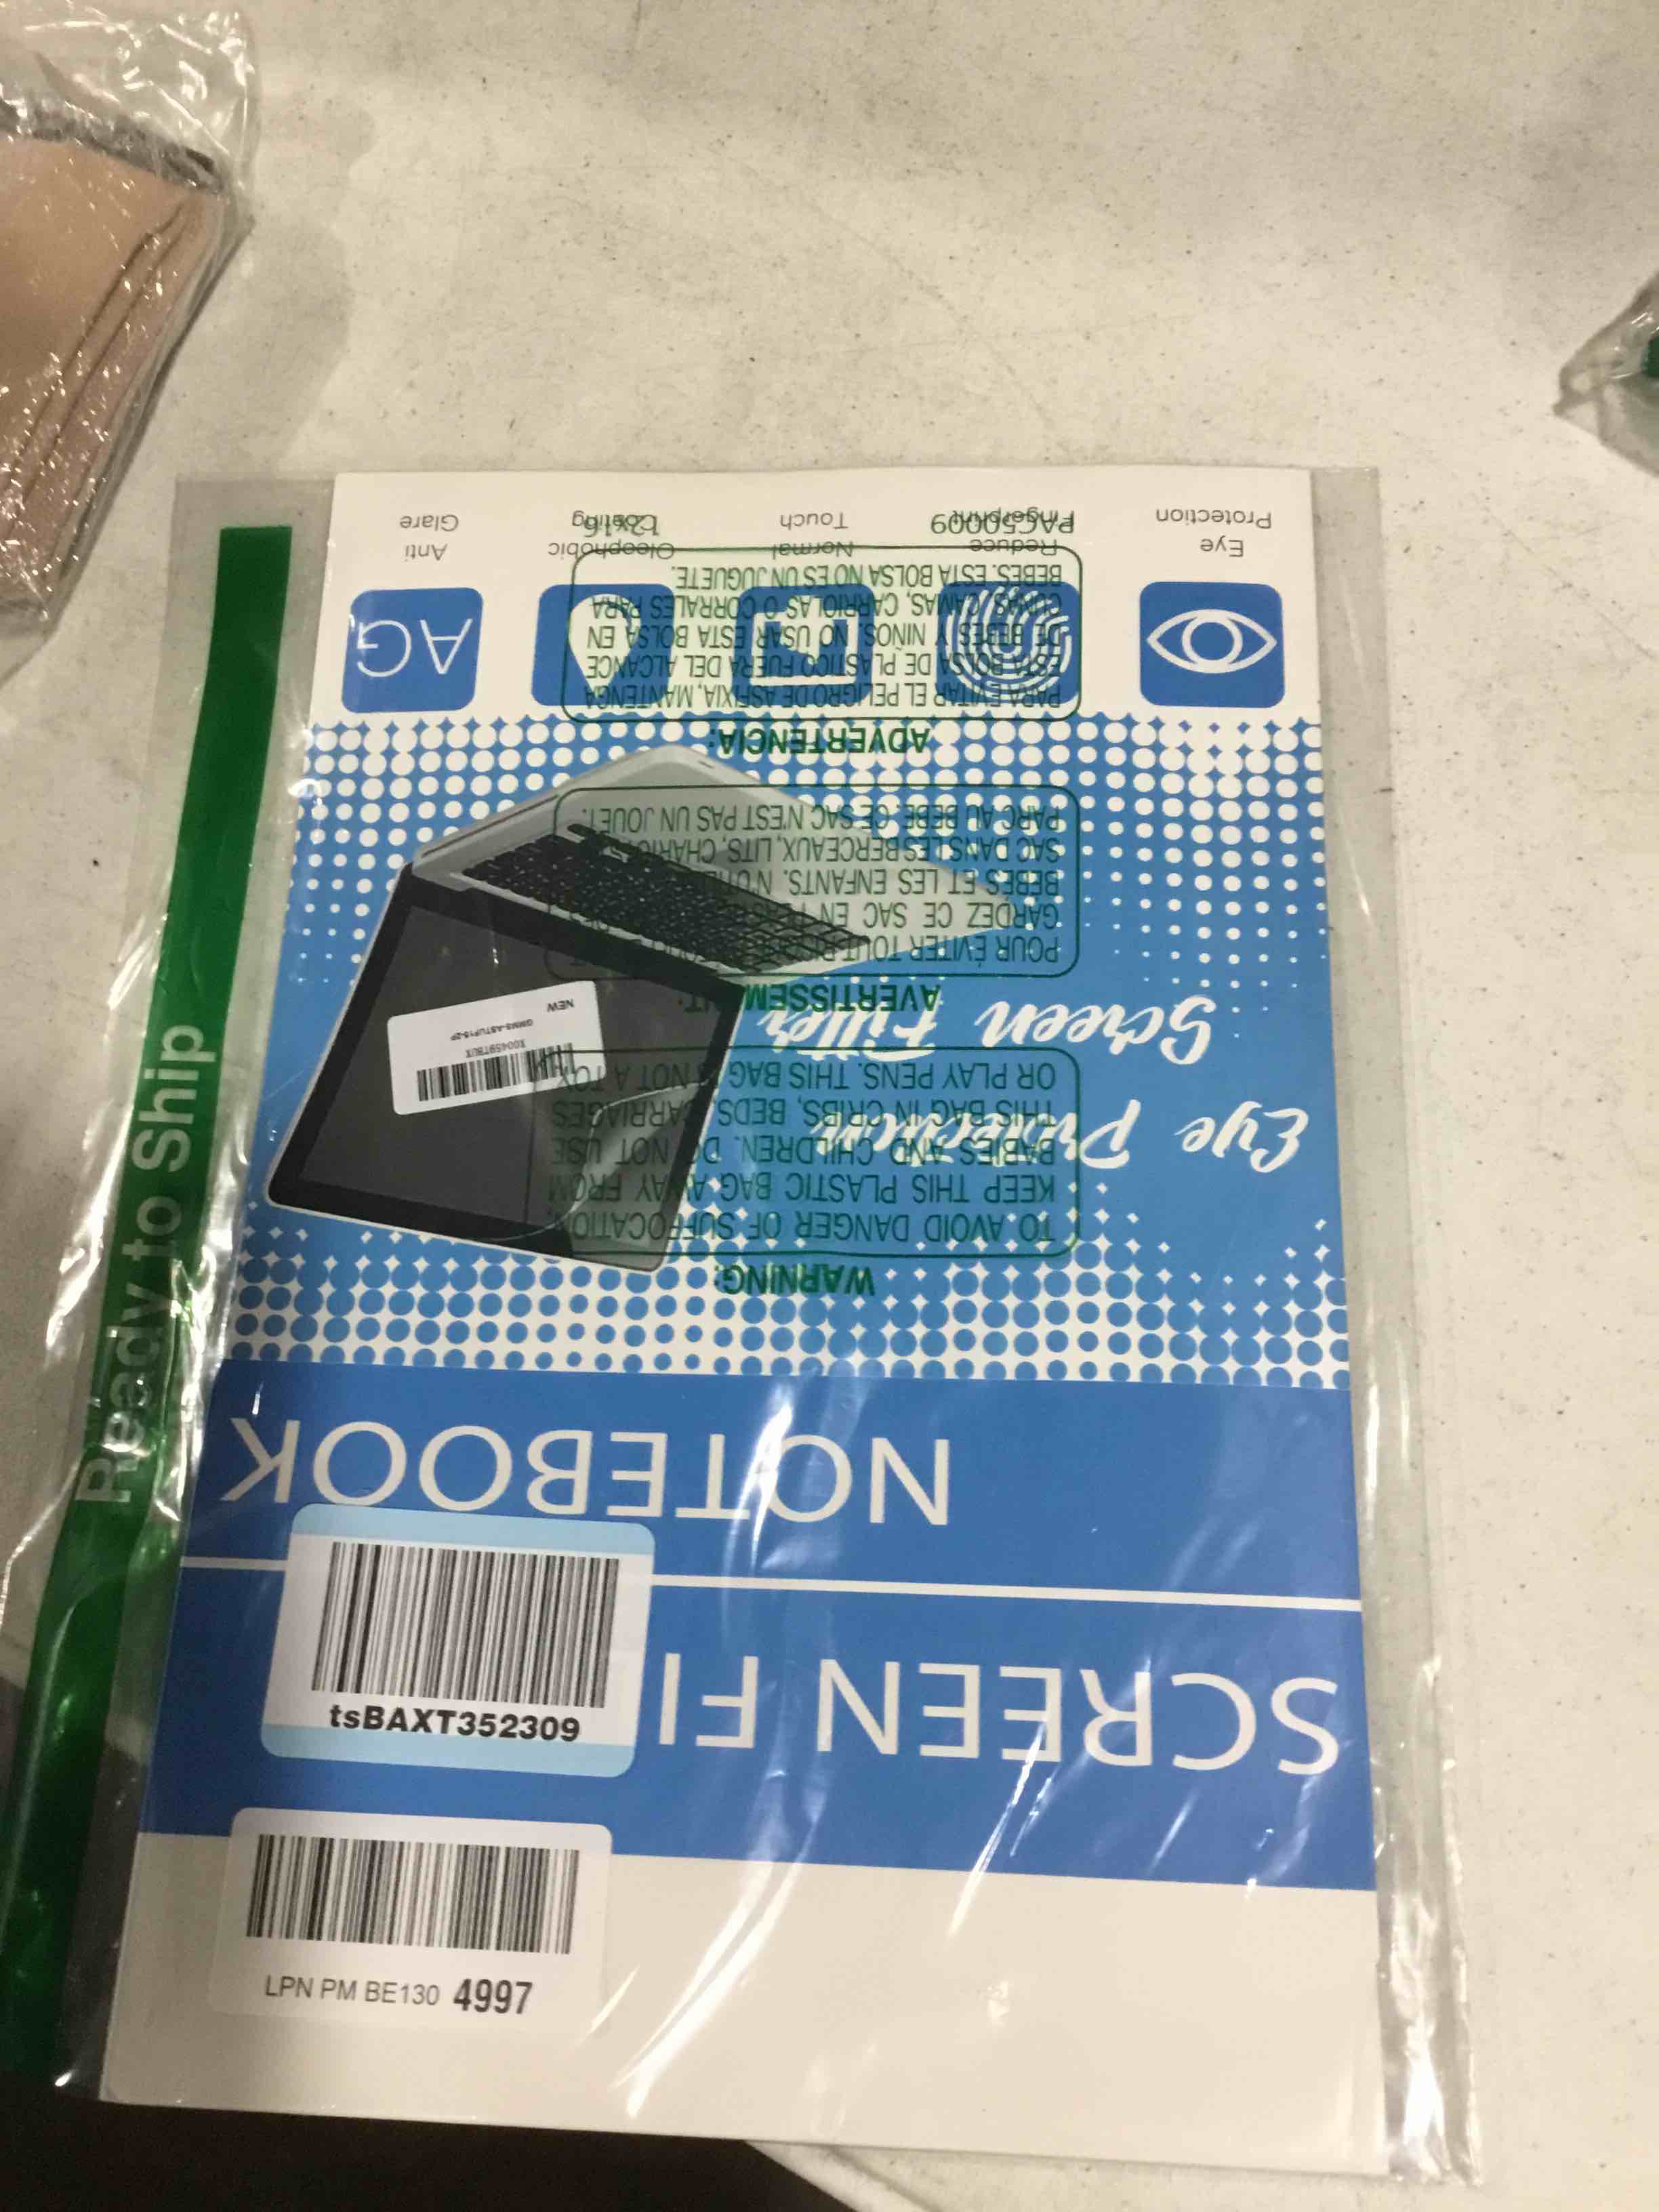 SCREEN FI
NOTEBOOK
Eye Protection
Screen Filter
NEW
X004S9T9UX
AG
Eye
Protection
Reduce
Fingerprint
Normal
Touch
Oleophobic
Coating
Anti
Glare
WARNING:
TO AVOID DANGER OF SUFFOCATION,
KEEP THIS PLASTIC BAG AWAY FROM
BABIES AND CHILDREN. DO NOT USE
THIS BAG IN CRIBS, BEDS, CARRIAGES
OR PLAY PENS. THIS BAG IS NOT A TOY
AVERTISSEM T:
POUR ÉVITER TOUT
GARDEZ CE SAC EN
BÉBÉS ET LES ENFANTS.
SAC DANS LES BERCEAUX, LITS,
PARC AU BÉBÉ. CE SAC N'EST PAS UN JOUET.
ADVERTENCIA:
PARA EVITAR EL PELIGRO DE ASFIXIA, MANTENGA
ESTA BOLSA DE PLASTICO FUERA DEL ALCANCE
DE BEBES Y NIÑOS. NO USAR ESTA BOLSA EN
CUNAS, CAMAS, CARRIOLAS O CORRALES PARA
BEBES. ESTA BOLSA NO ES UN JUGUETE.
PAC50009
12x16
Ready to Ship
tsBAXT352309
LPN PM BE130 4997